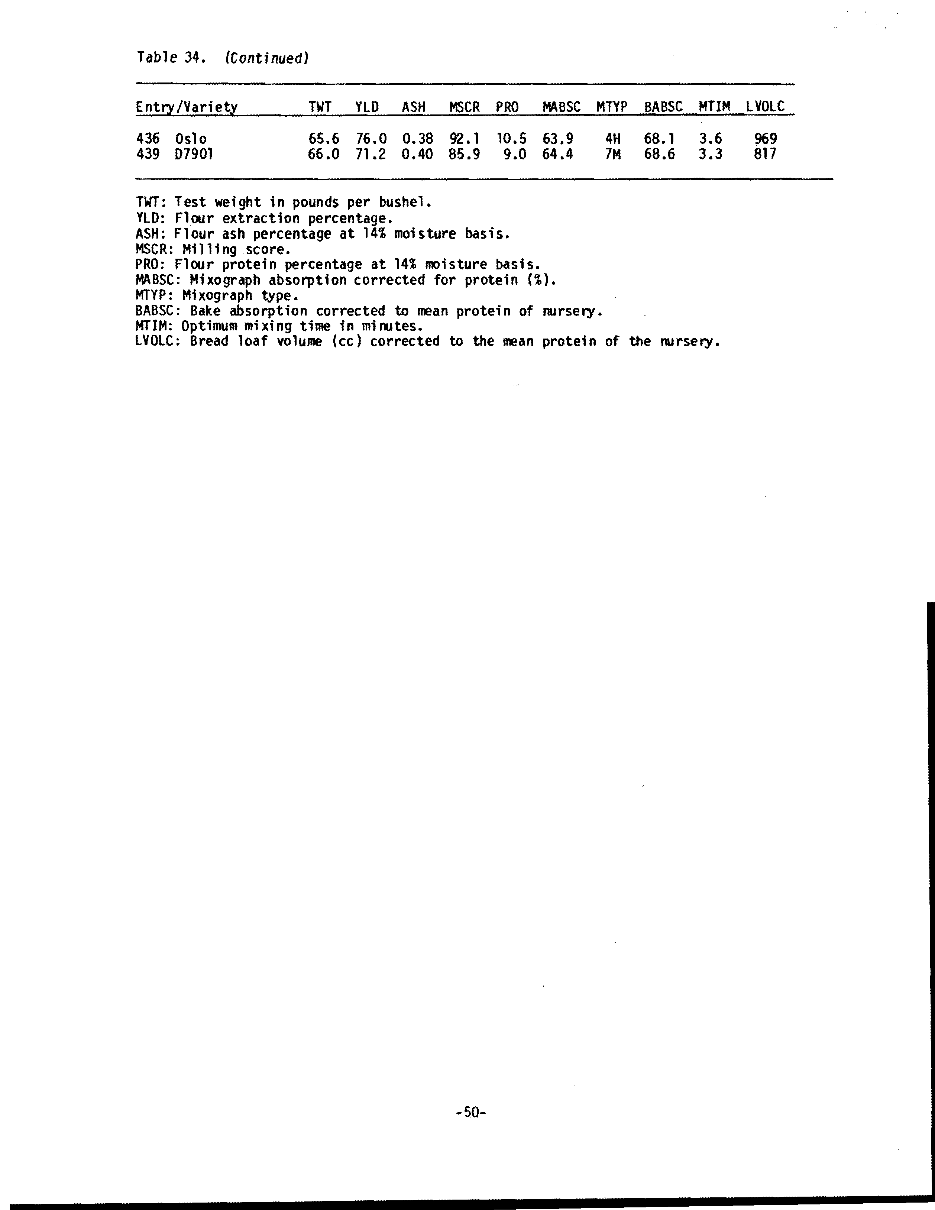 Table 34. (Continued)
Entry/Variety TWT YLD ASH MSCR PRO MABSC MTYP BABSC MTIM LVOLC
436 Oslo 65.6 76.0 0.38 92.1 10.5 63.9 4H 68.1 3.6 969
439 D7901 66.0 71.2 0.40 85.9 9.0 64.4 7M 68.6 3.3 817
TWT: Test weight in pounds per bushel.
YLD: Flour extraction percentage.
ASH: Flour ash percentage at 14% moisture basis.
MSCR: Milling score.
PRO: Flour protein percentage at 14% moisture basis.
MABSC: Mixograph absorption corrected for protein (%).
MTYP: Mixograph type.
BABSC: Bake absorption corrected to mean protein of nursery.
MTIM: Optimum mixing time in minutes.
LVOLC: Bread loaf volume (cc) corrected to the mean protein of the nursery.
-50-